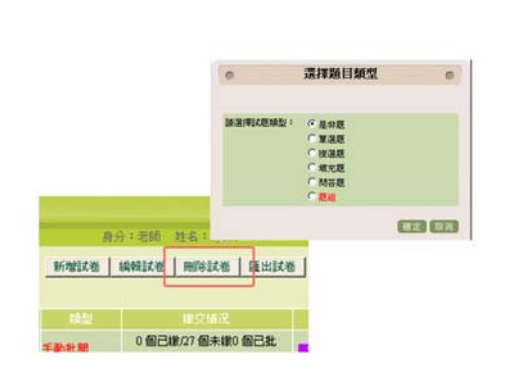 選擇題目類型
請選擇試題類型：
是非題
單選題
複選題
填充題
問答題
題組
確定 取消
身分：老師 姓名：
新增試卷 編輯試卷 刪除試卷 匯出試卷
類型 繳交情況
手動批閱 0 個已繳/27 個未繳0 個已批